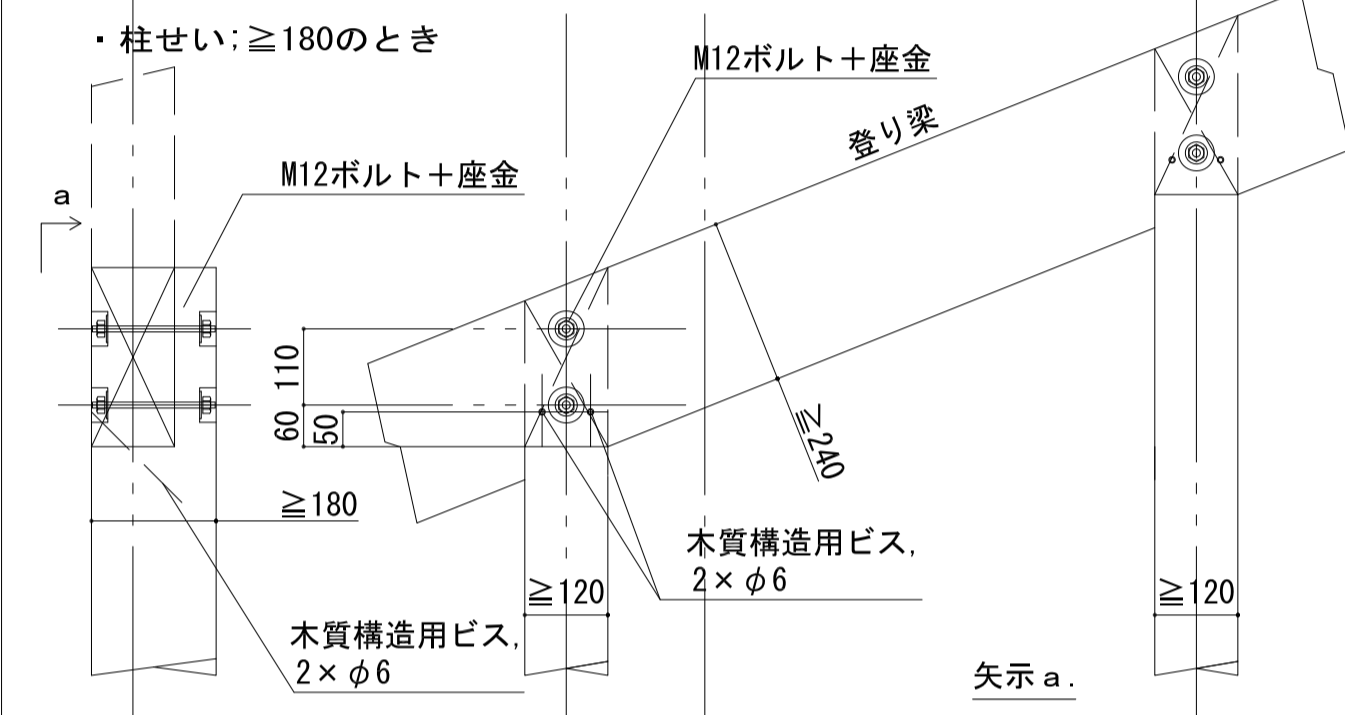 ・柱せい;≧180のとき
M12ボルト＋座金
登り梁
M12ボルト＋座金
a
110
60
50
≧240
≧180
木質構造用ビス,
2×φ6
≧120
≧120
木質構造用ビス,
2×φ6
矢示a.